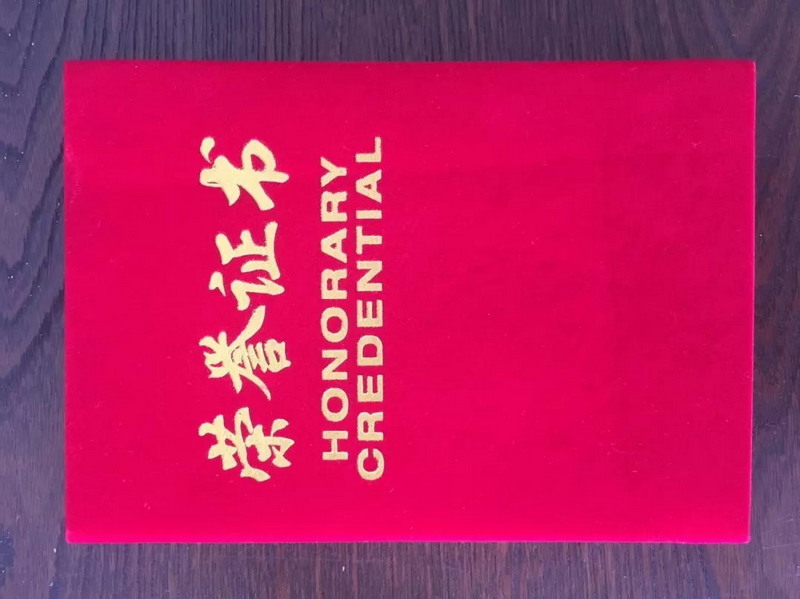 荣誉证书
HONORARY
CREDENTIAL